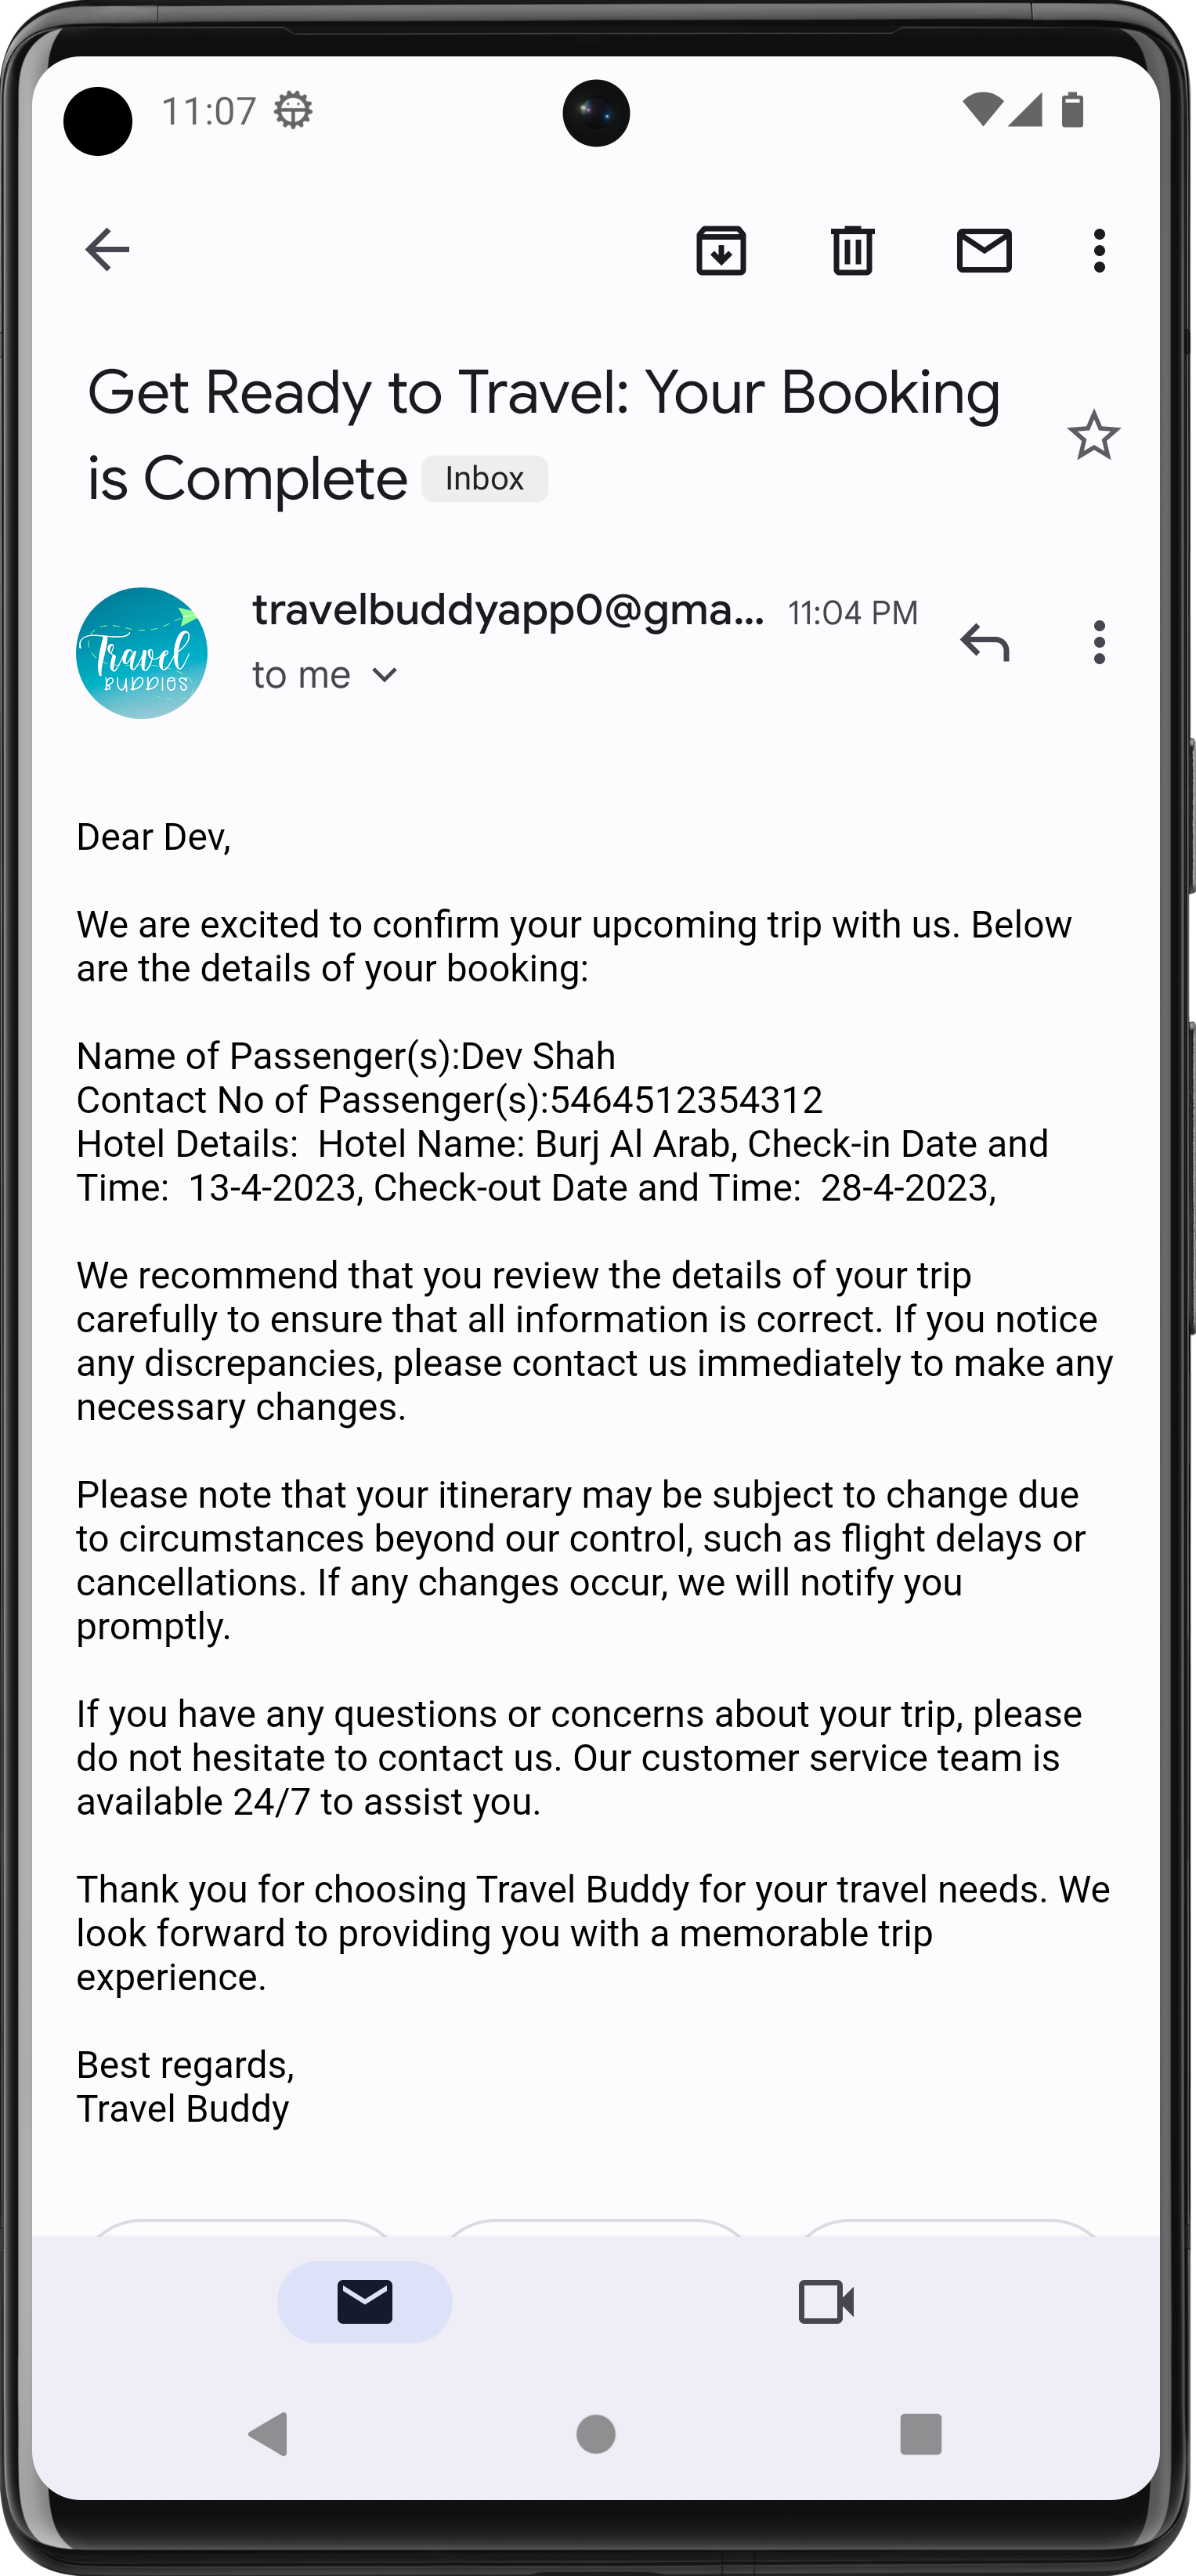 11:07
Get Ready to Travel: Your Booking
is Complete Inbox
travelbuddyapp0@gma... 11:04 PM
to me
Travel
BUDDIES
Dear Dev,
We are excited to confirm your upcoming trip with us. Below
are the details of your booking:
Name of Passenger(s):Dev Shah
Contact No of Passenger(s):5464512354312
Hotel Details:  Hotel Name: Burj Al Arab, Check-in Date and
Time:  13-4-2023, Check-out Date and Time:  28-4-2023,
We recommend that you review the details of your trip
carefully to ensure that all information is correct. If you notice
any discrepancies, please contact us immediately to make any
necessary changes.
Please note that your itinerary may be subject to change due
to circumstances beyond our control, such as flight delays or
cancellations. If any changes occur, we will notify you
promptly.
If you have any questions or concerns about your trip, please
do not hesitate to contact us. Our customer service team is
available 24/7 to assist you.
Thank you for choosing Travel Buddy for your travel needs. We
look forward to providing you with a memorable trip
experience.
Best regards,
Travel Buddy